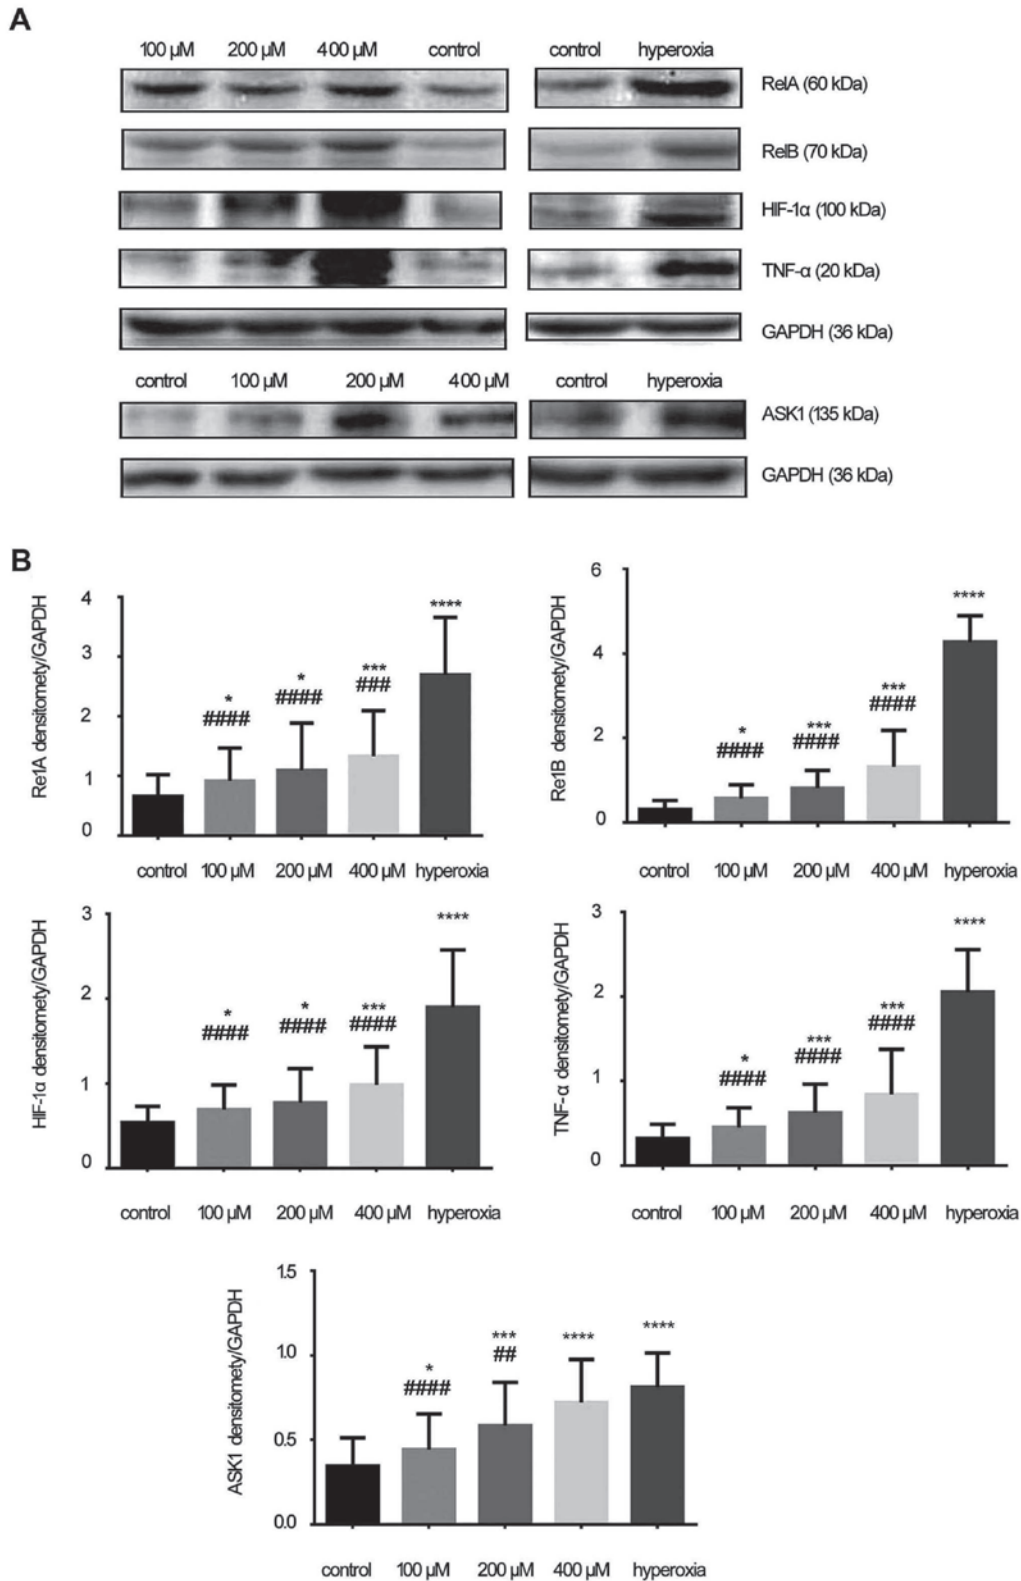 A
100 µM 200 µM 400 µM control control hyperoxia
RelA (60 kDa)
RelB (70 kDa)
HIF-1α (100 kDa)
TNF-α (20 kDa)
GAPDH (36 kDa)
control 100 µM 200 µM 400 µM control hyperoxia
ASK1 (135 kDa)
GAPDH (36 kDa)
B
Re1A densitomety/GAPDH
4
3
2
1
0
*
####
*
####
***
###
****
control 100 µM 200 µM 400 µM hyperoxia
Re1B densitomety/GAPDH
6
4
2
0
*
####
***
####
***
####
****
control 100 µM 200 µM 400 µM hyperoxia
HIF-1α densitomety/GAPDH
3
2
1
0
*
####
*
####
***
####
****
control 100 µM 200 µM 400 µM hyperoxia
TNF-α densitomety/GAPDH
3
2
1
0
*
####
***
####
***
####
****
control 100 µM 200 µM 400 µM hyperoxia
ASK1 densitomety/GAPDH
1.5
1.0
0.5
0.0
*
####
***
##
****
****
control 100 µM 200 µM 400 µM hyperoxia